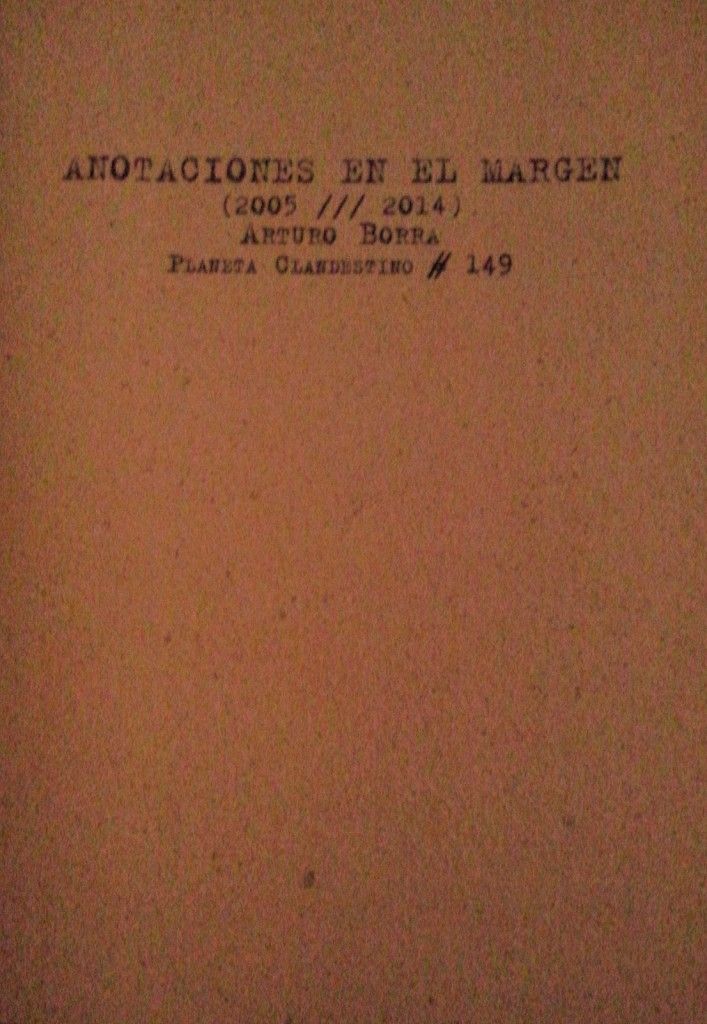 ANOTACIONES EN EL MARGEN
(2005 /// 2014)
ARTURO BORRA
PLANETA CLANDESTINO # 149